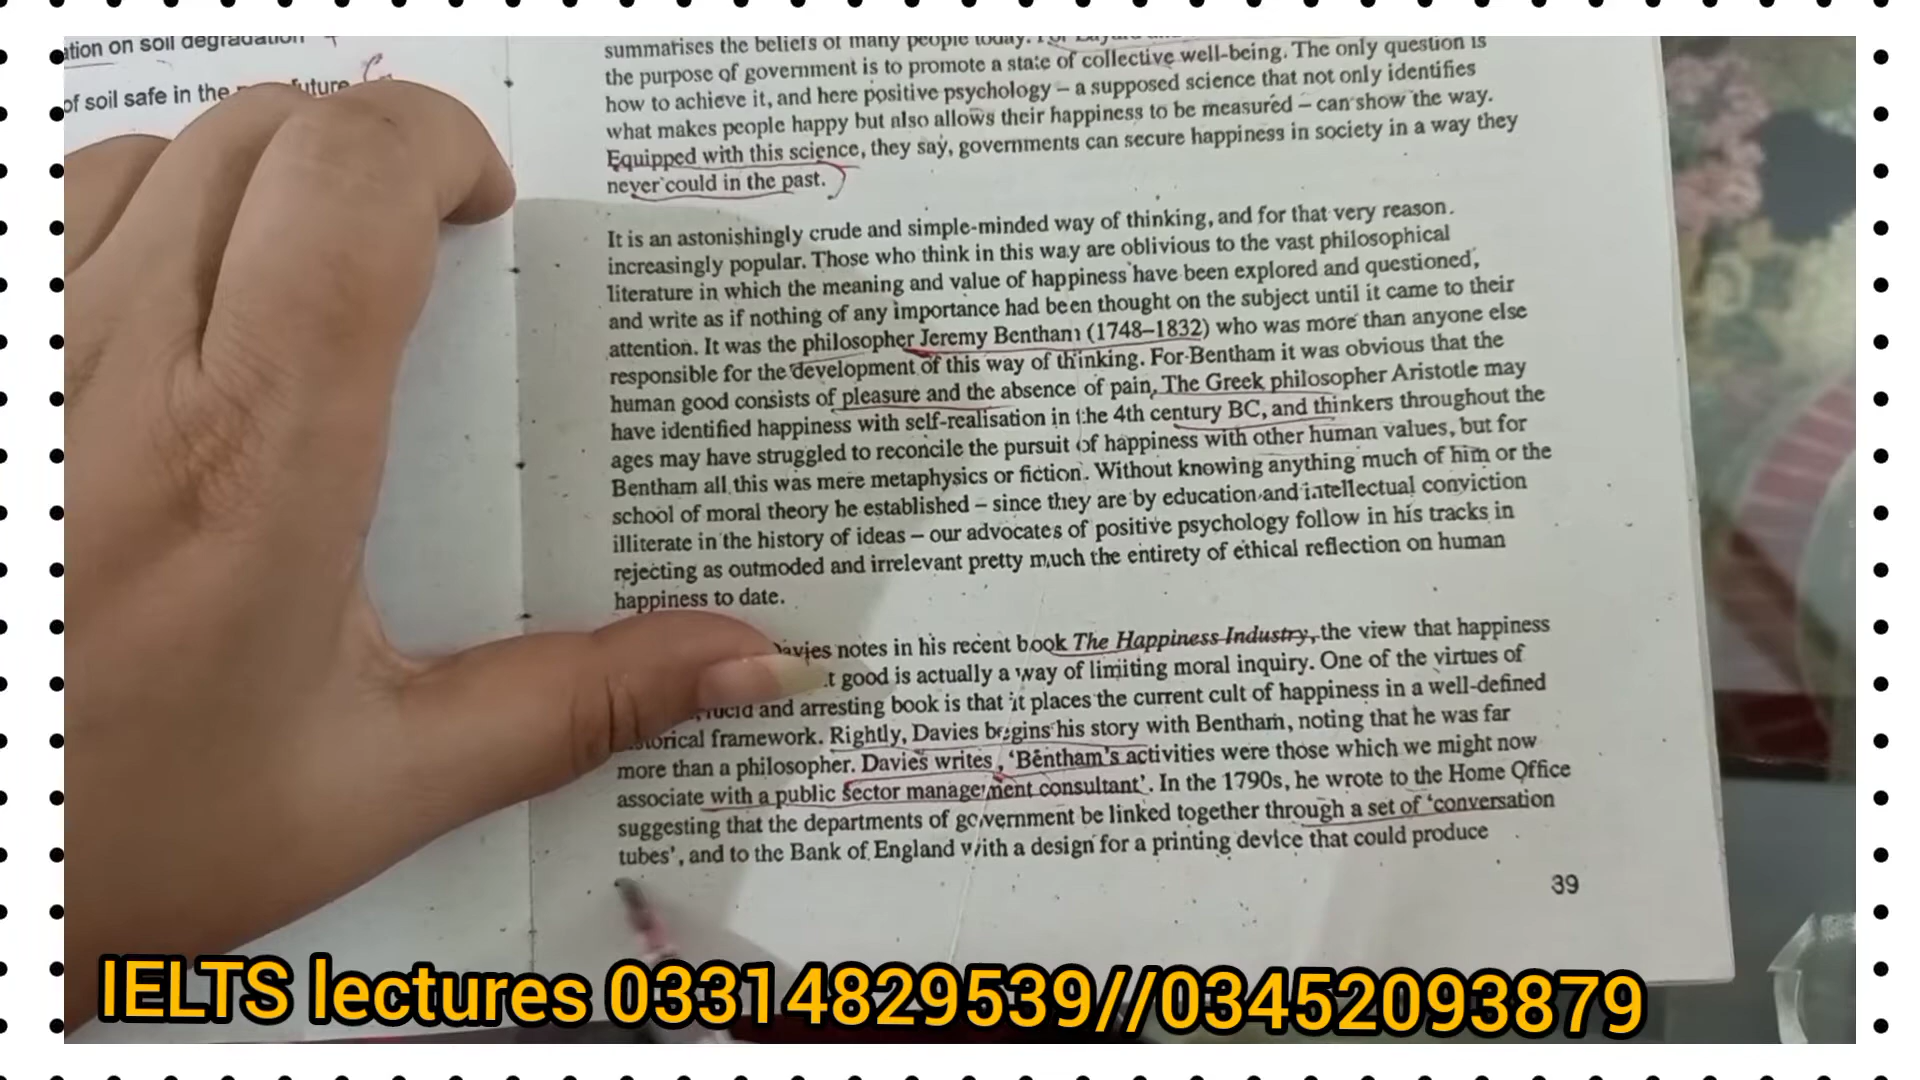 ation on soil degradation
of soil safe in the future
summarises the beliefs of many people today.
the purpose of government is to promote a state of collective well-being. The only question is
how to achieve it, and here positive psychology – a supposed science that not only identifies
what makes people happy but also allows their happiness to be measured – can show the way.
Equipped with this science, they say, governments can secure happiness in society in a way they
never could in the past.
It is an astonishingly crude and simple-minded way of thinking, and for that very reason.
increasingly popular. Those who think in this way are oblivious to the vast philosophical
literature in which the meaning and value of happiness have been explored and questioned,
and write as if nothing of any importance had been thought on the subject until it came to their
attention. It was the philosopher Jeremy Bentham (1748–1832) who was more than anyone else
responsible for the development of this way of thinking. For Bentham it was obvious that the
human good consists of pleasure and the absence of pain. The Greek philosopher Aristotle may
have identified happiness with self-realisation in the 4th century BC, and thinkers throughout the
ages may have struggled to reconcile the pursuit of happiness with other human values, but for
Bentham all this was mere metaphysics or fiction. Without knowing anything much of him or the
school of moral theory he established – since they are by education and intellectual conviction
illiterate in the history of ideas – our advocates of positive psychology follow in his tracks in
rejecting as outmoded and irrelevant pretty much the entirety of ethical reflection on human
happiness to date.
Davies notes in his recent book The Happiness Industry, the view that happiness
t good is actually a way of limiting moral inquiry. One of the virtues of
lucid and arresting book is that it places the current cult of happiness in a well-defined
storical framework. Rightly, Davies begins his story with Bentham, noting that he was far
more than a philosopher. Davies writes, ‘Bentham’s activities were those which we might now
associate with a public sector management consultant’. In the 1790s, he wrote to the Home Office
suggesting that the departments of government be linked together through a set of ‘conversation
tubes’, and to the Bank of England with a design for a printing device that could produce
39
IELTS lectures 03314829539//03452093879